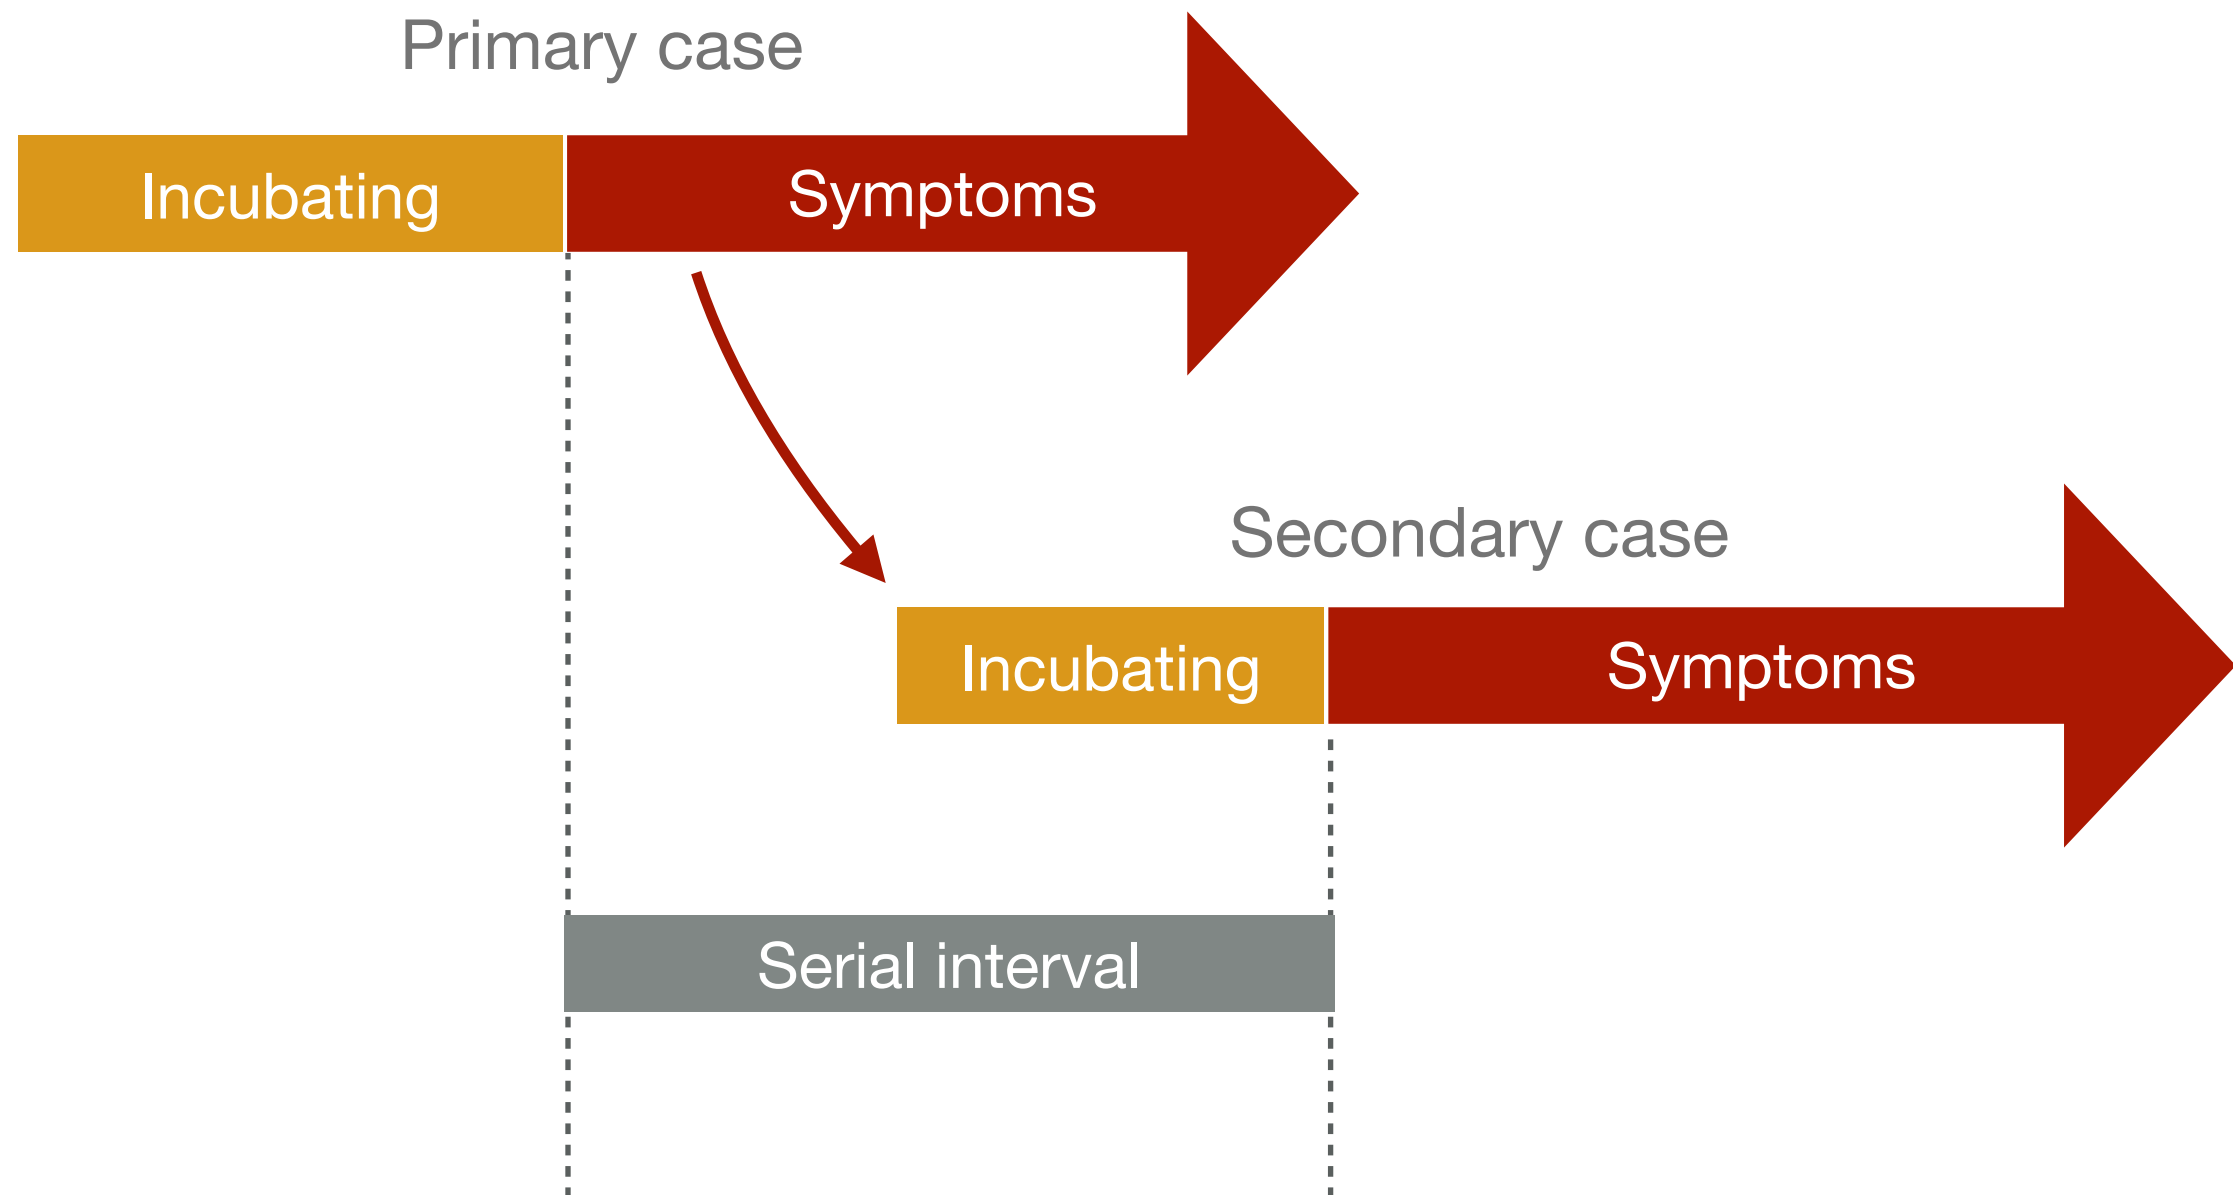 Primary case
Incubating
Symptoms
Secondary case
Incubating
Symptoms
Serial interval